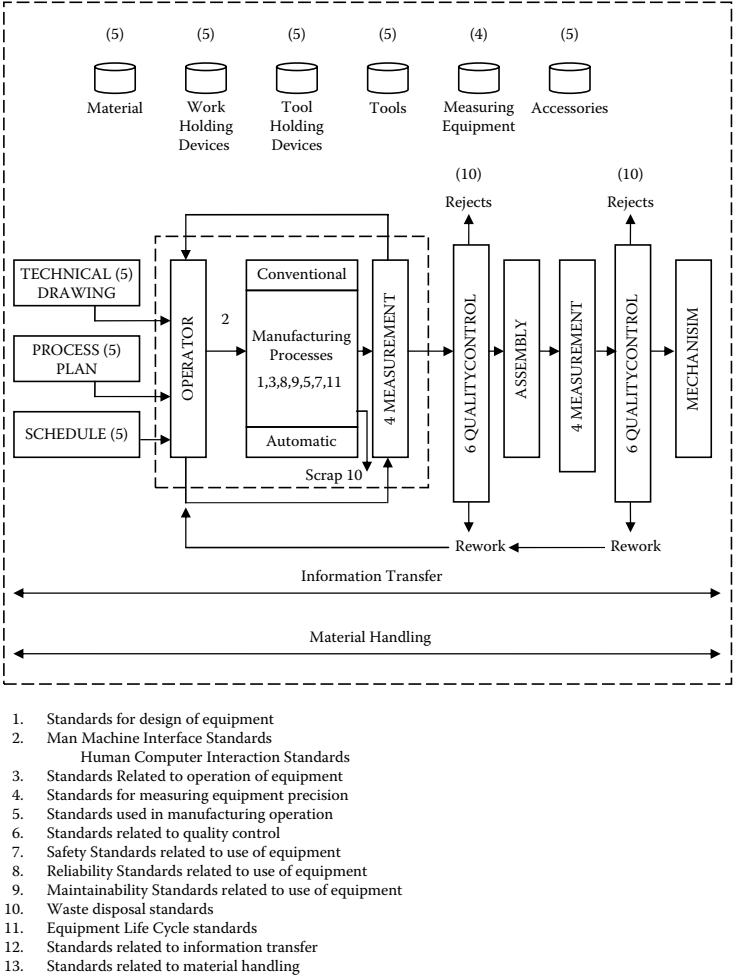 (5) (5) (5) (5) (4) (5)
Material
Work
Holding
Devices
Tool
Holding
Devices
Tools
Measuring
Equipment
Accessories
(10)
Rejects
(10)
Rejects
TECHNICAL (5)
DRAWING
PROCESS (5)
PLAN
SCHEDULE (5)
OPERATOR
2
Conventional
Manufacturing
Processes
1,3,8,9,5,7,11
Automatic
4 MEASUREMENT
Scrap 10
6 QUALITYCONTROL
ASSEMBLY
4 MEASUREMENT
6 QUALITYCONTROL
MECHANISIM
Rework
Rework
Information Transfer
Material Handling
1. Standards for design of equipment
2. Man Machine Interface Standards
Human Computer Interaction Standards
3. Standards Related to operation of equipment
4. Standards for measuring equipment precision
5. Standards used in manufacturing operation
6. Standards related to quality control
7. Safety Standards related to use of equipment
8. Reliability Standards related to use of equipment
9. Maintainability Standards related to use of equipment
10. Waste disposal standards
11. Equipment Life Cycle standards
12. Standards related to information transfer
13. Standards related to material handling